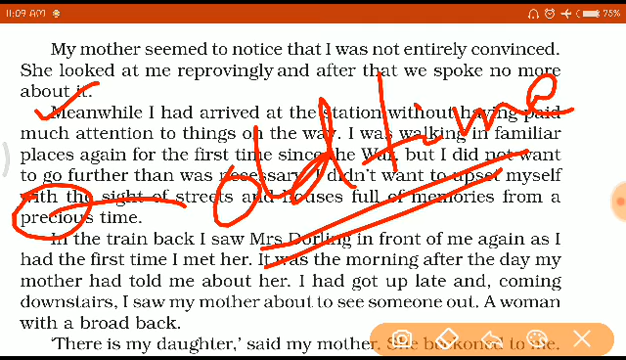 11:09 AM
75%
My mother seemed to notice that I was not entirely convinced.
She looked at me reprovingly and after that we spoke no more
about it.
Meanwhile I had arrived at the station without having paid
much attention to things on the way. I was walking in familiar
places again for the first time since the War, but I did not want
to go further than was necessary. I didn't want to upset myself
with the sight of streets and houses full of memories from a
precious time.
old time
In the train back I saw Mrs Dorling in front of me again as I
had the first time I met her. It was the morning after the day my
mother had told me about her. I had got up late and, coming
downstairs, I saw my mother about to see someone out. A woman
with a broad back.
‘There is my daughter,’ said my mother. She beckoned to me.